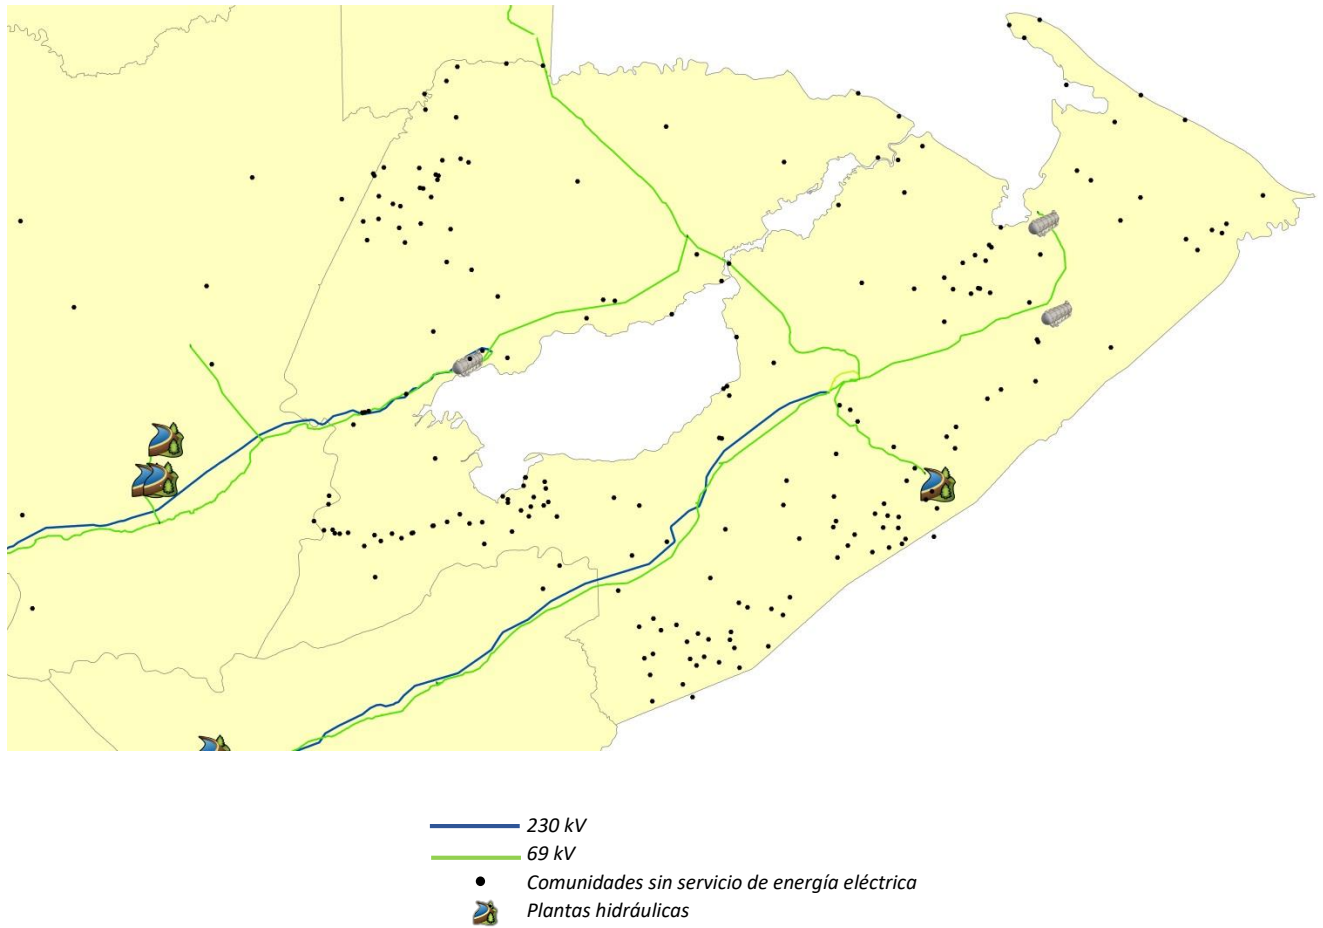 230 kV
69 kV
Comunidades sin servicio de energía eléctrica
Plantas hidráulicas